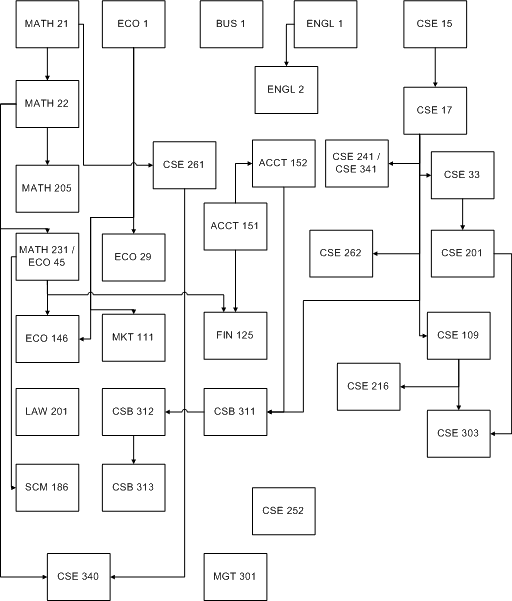 MATH 21
ECO 1
BUS 1
ENGL 1
CSE 15
ENGL 2
MATH 22
CSE 17
CSE 261
ACCT 152
CSE 241 /
CSE 341
CSE 33
MATH 205
ACCT 151
MATH 231 /
ECO 45
ECO 29
CSE 262
CSE 201
ECO 146
MKT 111
FIN 125
CSE 109
CSE 216
LAW 201
CSB 312
CSB 311
CSE 303
SCM 186
CSB 313
CSE 252
CSE 340
MGT 301